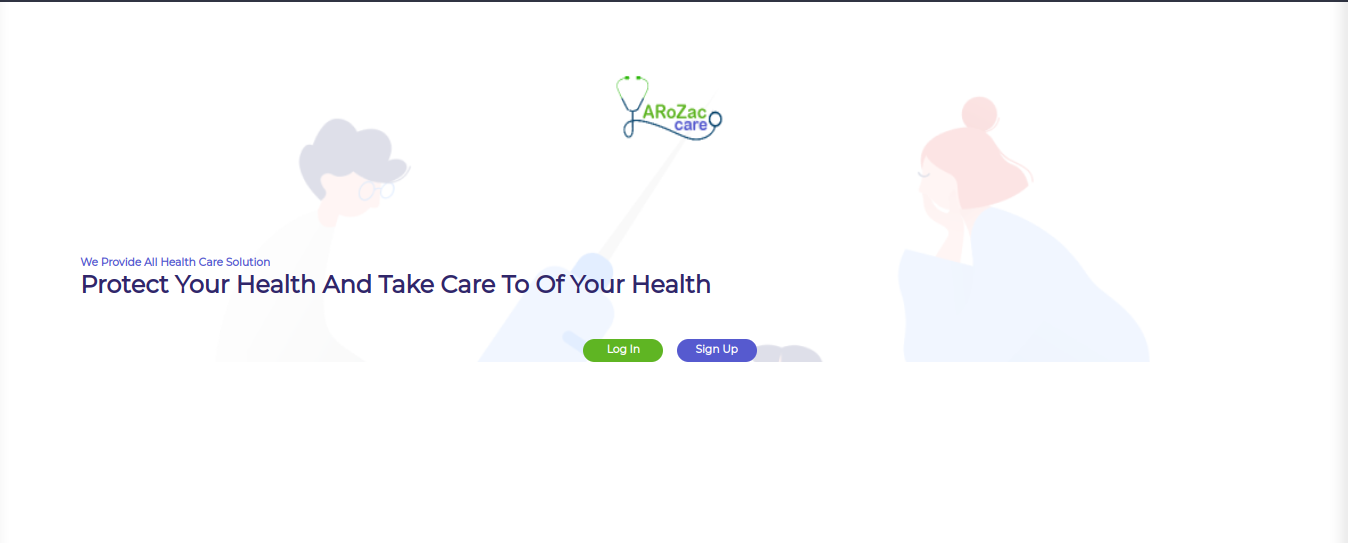 ARoZac
care
We Provide All Health Care Solution
Protect Your Health And Take Care To Of Your Health
Log In
Sign Up